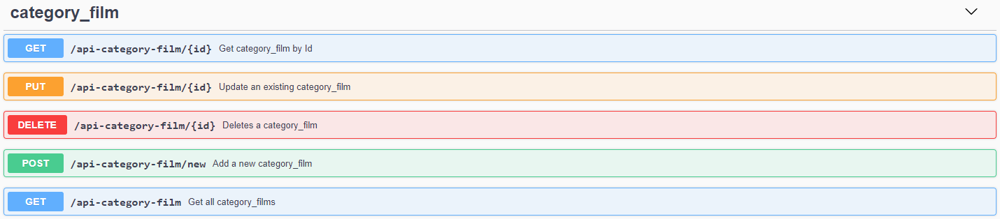 category_film
GET /api-category-film/{id} Get category_film by Id
PUT /api-category-film/{id} Update an existing category_film
DELETE /api-category-film/{id} Deletes a category_film
POST /api-category-film/new Add a new category_film
GET /api-category-film Get all category_films